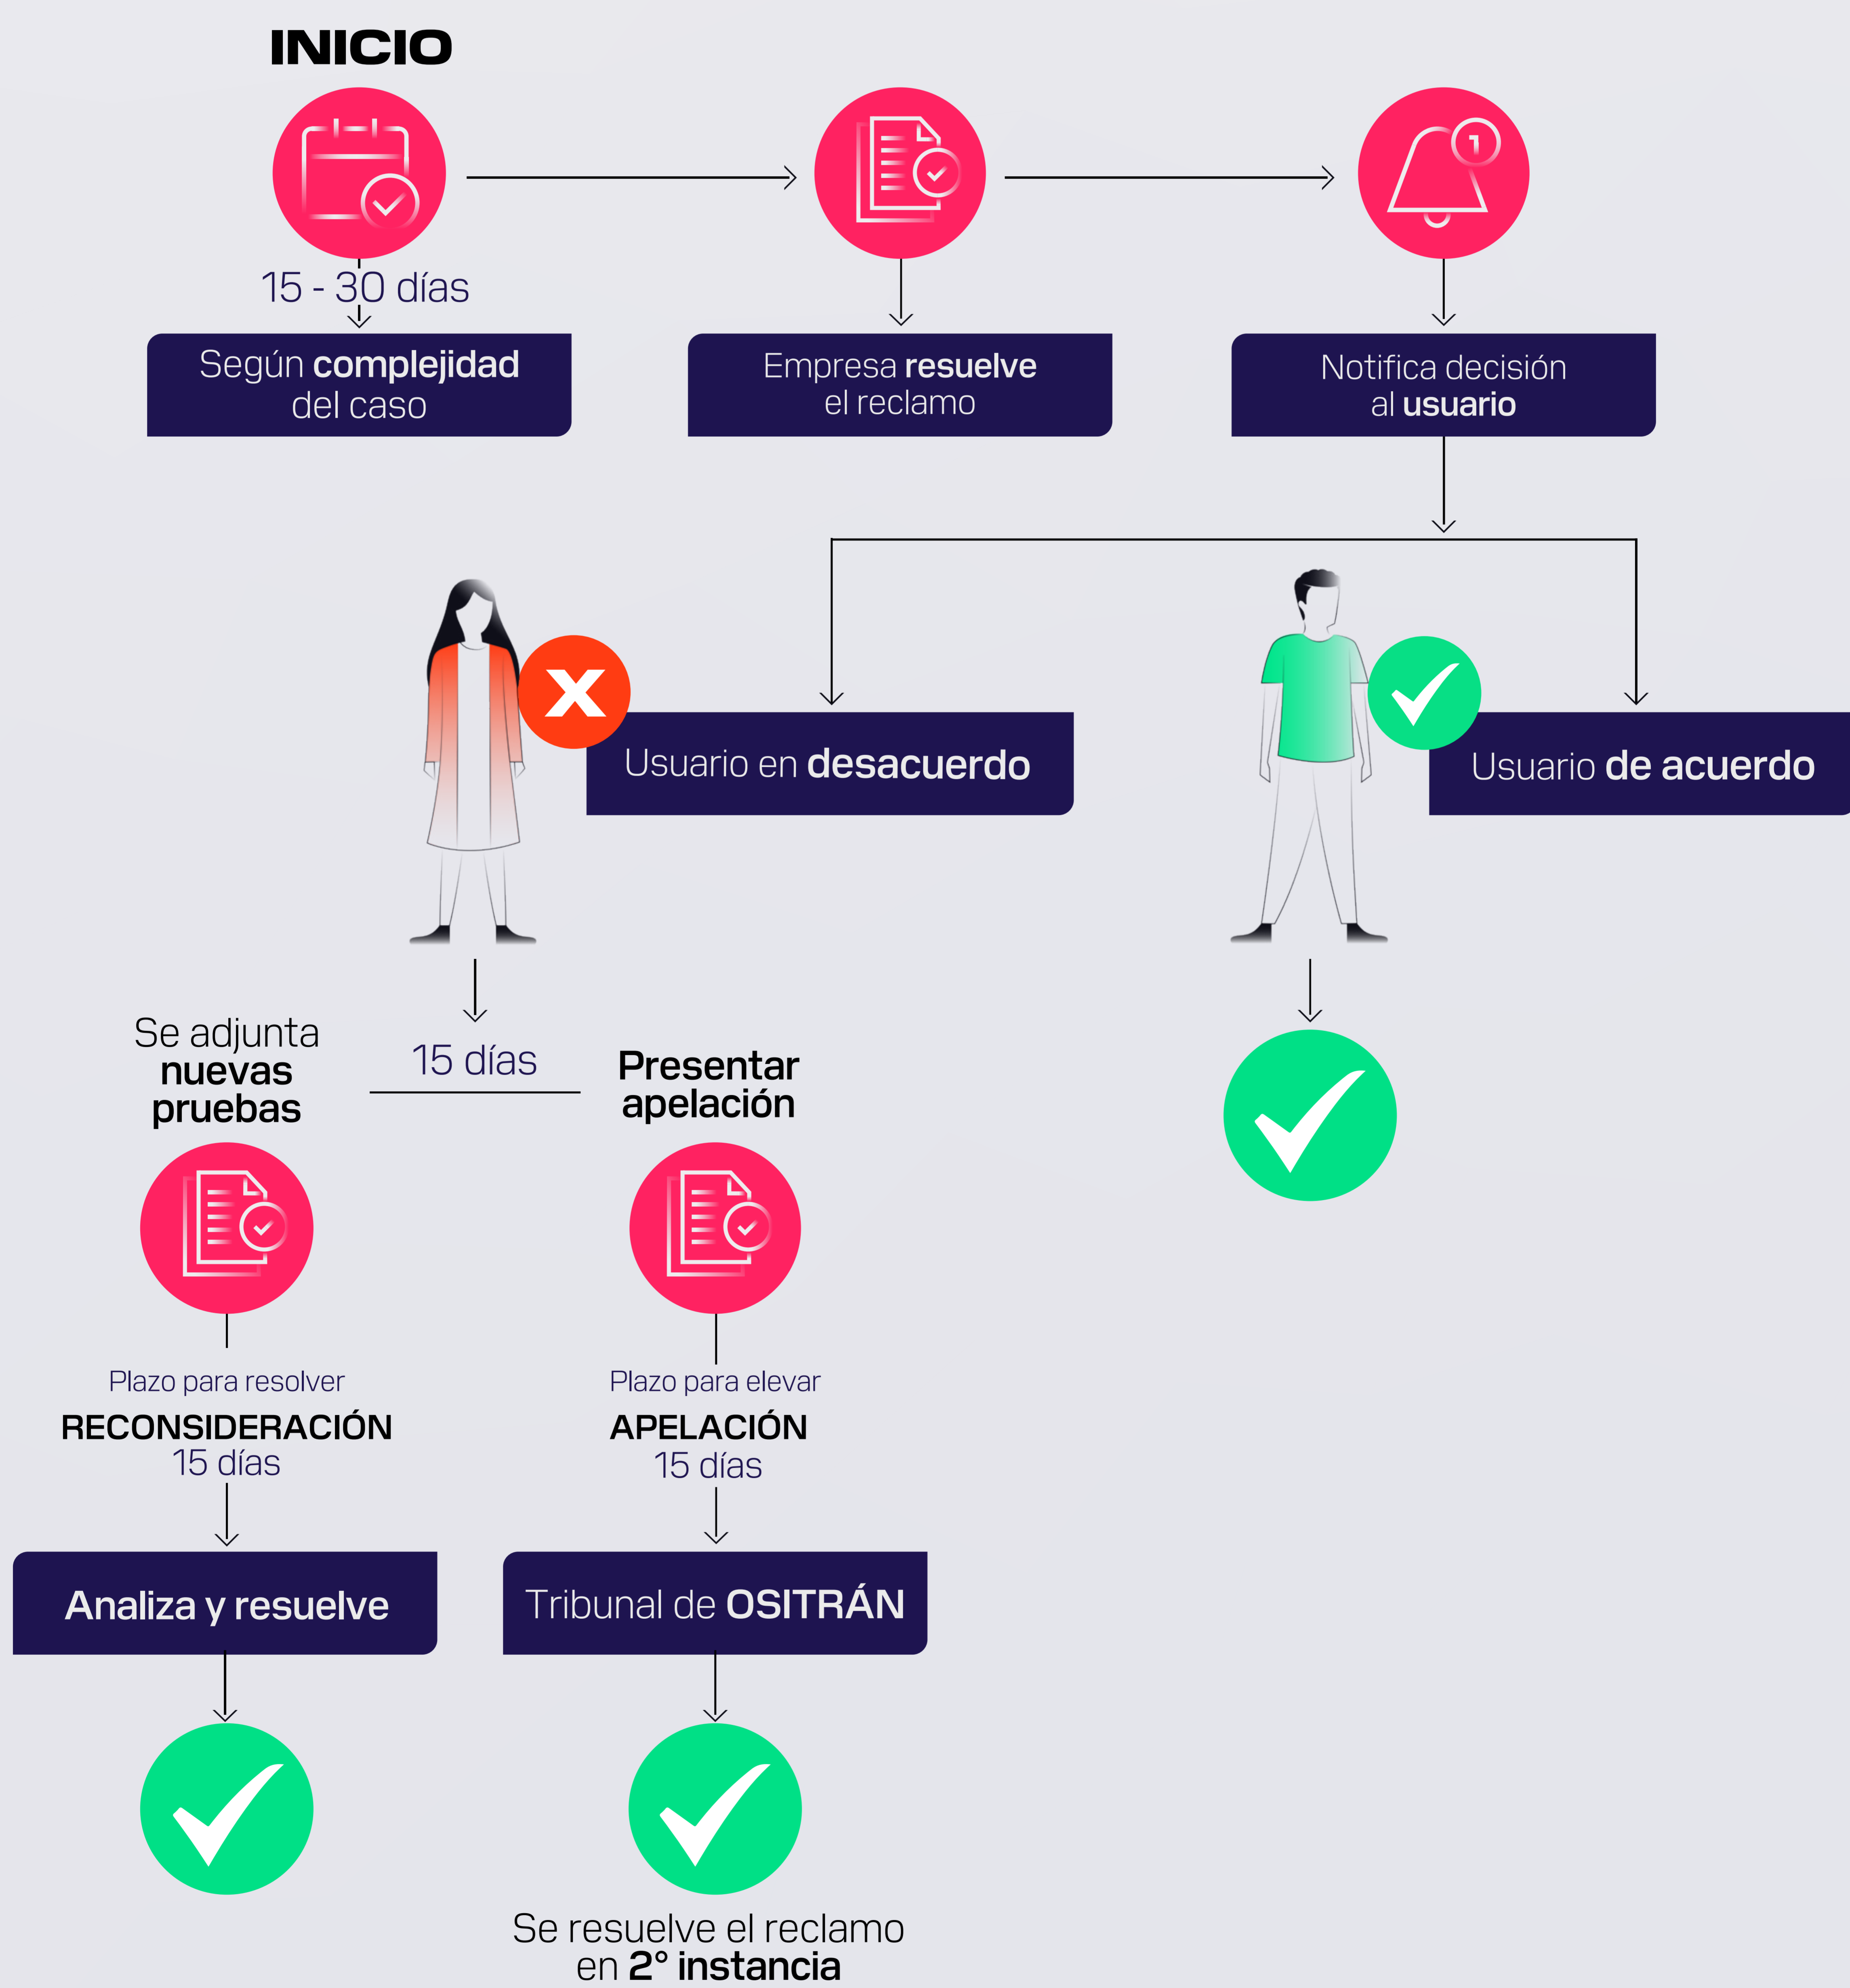 INICIO
1
15 - 30 días
Según complejidad
del caso
Empresa resuelve
el reclamo
Notifica decisión
al usuario
X
Usuario en desacuerdo
Usuario de acuerdo
Se adjunta
nuevas
pruebas
15 días
Presentar
apelación
Plazo para resolver
RECONSIDERACIÓN
15 días
Plazo para elevar
APELACIÓN
15 días
Analiza y resuelve
Tribunal de OSITRÁN
Se resuelve el reclamo
en 2° instancia